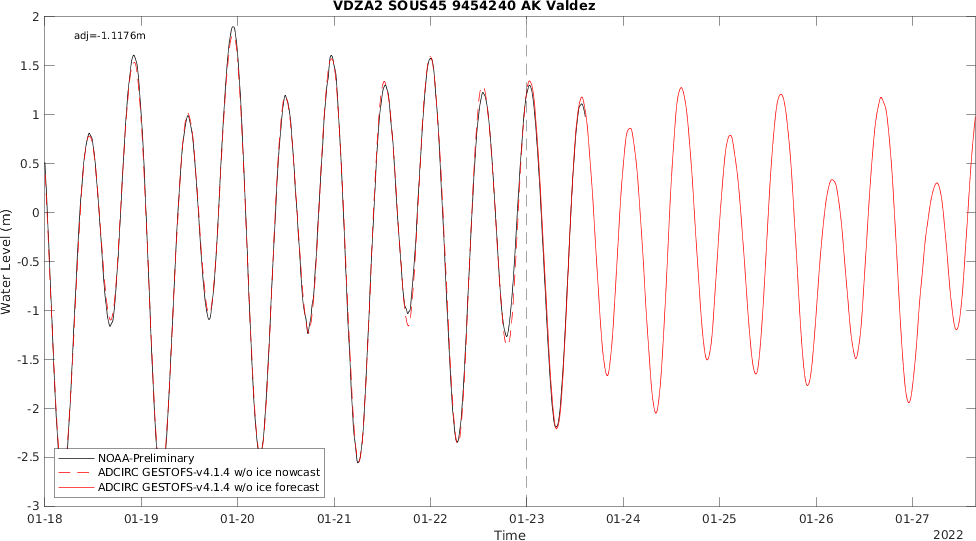 VDZA2 SOUS45 9454240 AK Valdez
adj=-1.1176m
2
1.5
1
0.5
0
-0.5
-1
-1.5
-2
-2.5
-3
Water Level (m)
NOAA-Preliminary
ADCIRC GESTOFS-v4.1.4 w/o ice nowcast
ADCIRC GESTOFS-v4.1.4 w/o ice forecast
01-18 01-19 01-20 01-21 01-22 01-23 01-24 01-25 01-26 01-27
Time
2022